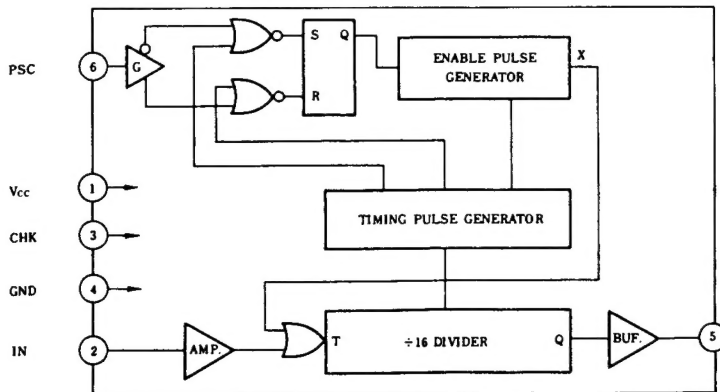 PSC
6
G
S Q
R
ENABLE PULSE
GENERATOR
X
Vcc
1
CHK
3
GND
4
TIMING PULSE GENERATOR
IN
2
AMP.
T
÷16 DIVIDER
Q
BUF.
5